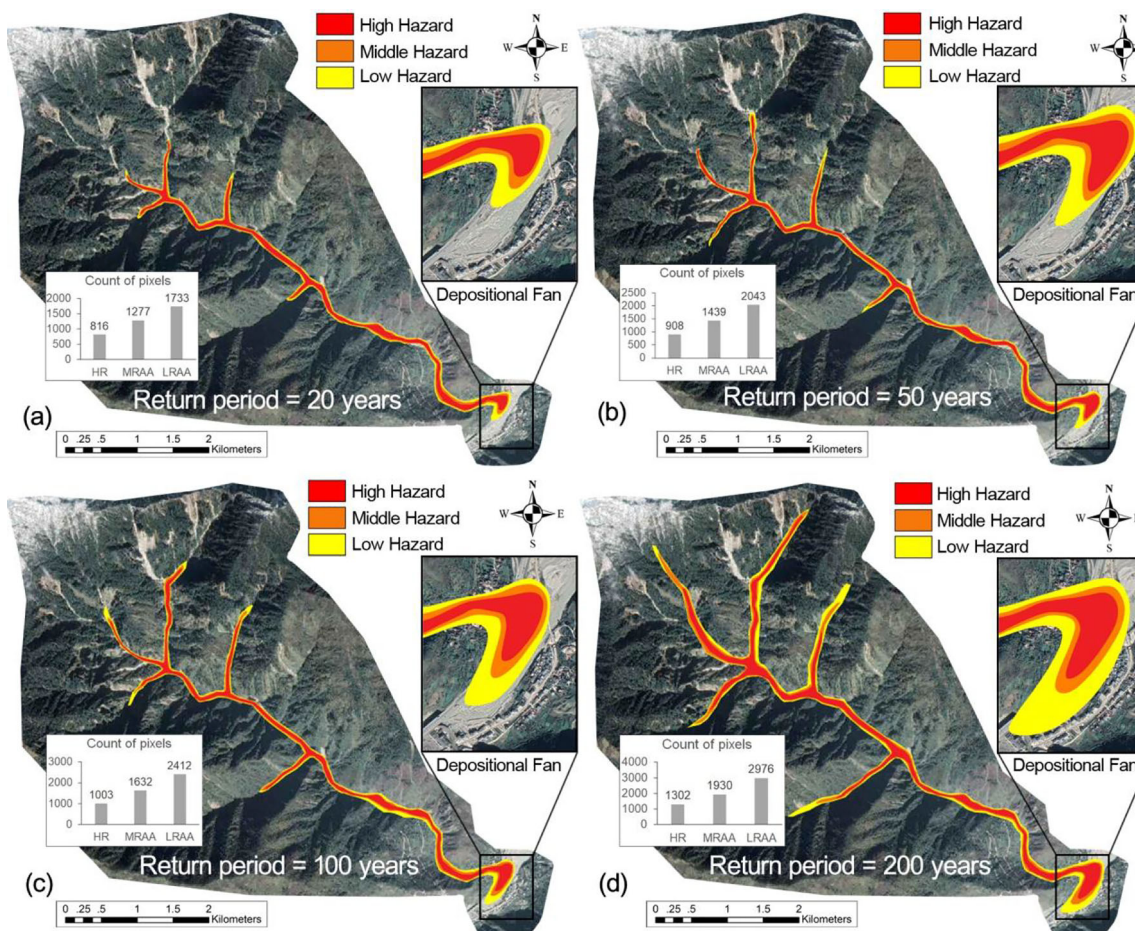 High Hazard
Middle Hazard
Low Hazard
N
W E
S
Depositional Fan
Count of pixels
2000
1500
1000
500
0
816
1277
1733
HR MRAA LRAA
Return period = 20 years
(a)
0 .25 .5 1 1.5 2
Kilometers
High Hazard
Middle Hazard
Low Hazard
N
W E
S
Depositional Fan
Count of pixels
2500
2000
1500
1000
500
0
908
1439
2043
HR MRAA LRAA
Return period = 50 years
(b)
0 .25 .5 1 1.5 2
Kilometers
High Hazard
Middle Hazard
Low Hazard
N
W E
S
Depositional Fan
Count of pixels
3000
2000
1000
0
1003
1632
2412
HR MRAA LRAA
Return period = 100 years
(c)
0 .25 .5 1 1.5 2
Kilometers
High Hazard
Middle Hazard
Low Hazard
N
W E
S
Depositional Fan
Count of pixels
4000
3000
2000
1000
0
1302
1930
2976
HR MRAA LRAA
Return period = 200 years
(d)
0 .25 .5 1 1.5 2
Kilometers